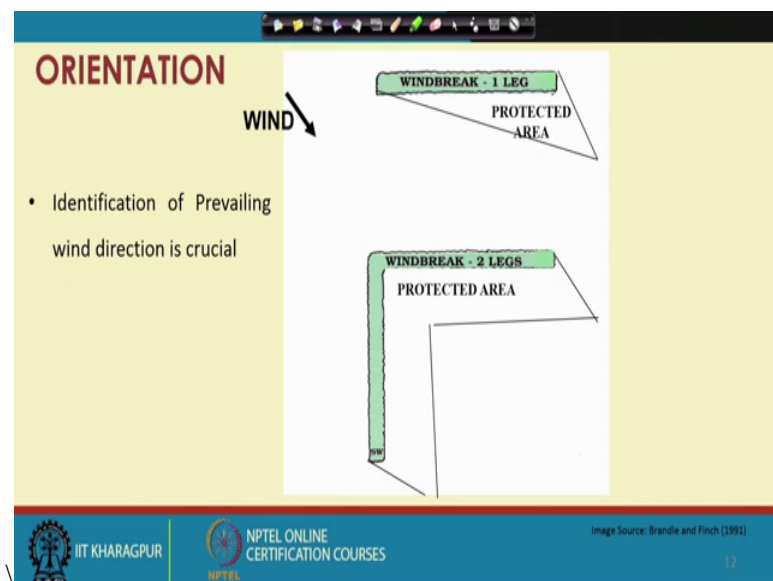 ORIENTATION
WIND
• Identification of Prevailing
wind direction is crucial
WINDBREAK - 1 LEG
PROTECTED
AREA
WINDBREAK - 2 LEGS
PROTECTED AREA
SW
Image Source: Brandle and Finch (1991)
IIT KHARAGPUR
NPTEL
NPTEL ONLINE
CERTIFICATION COURSES
12
\